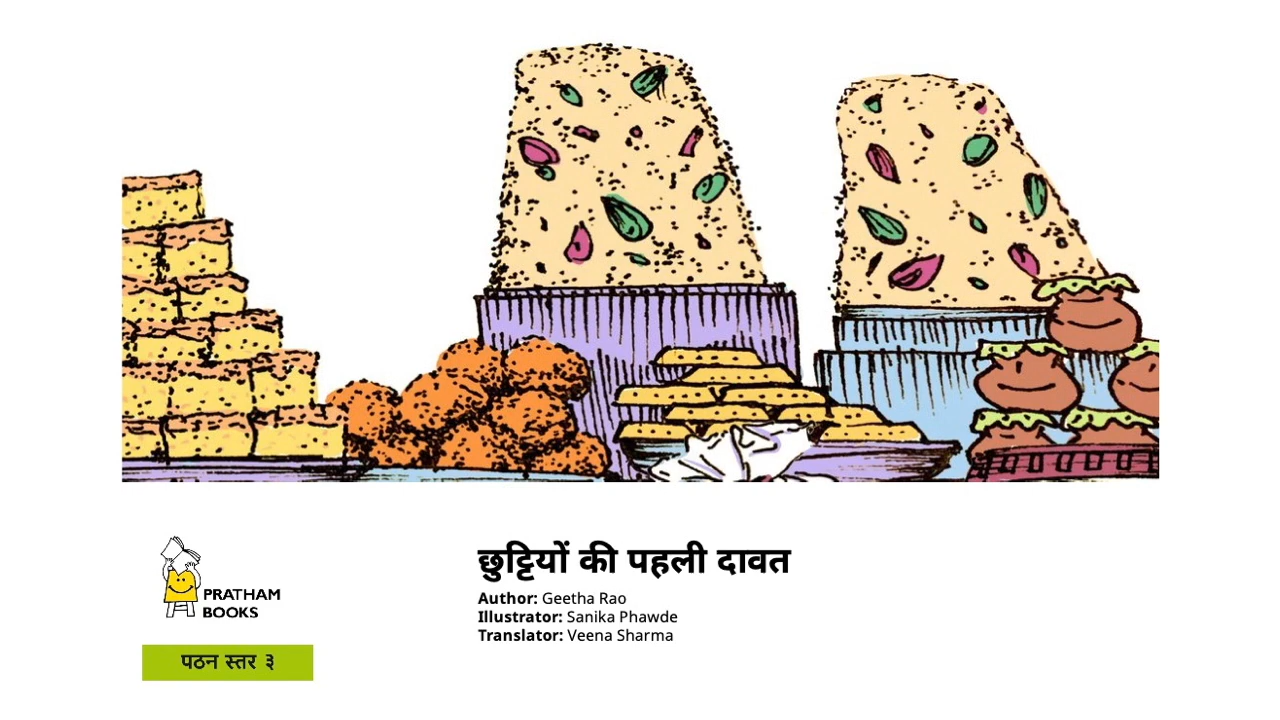 छुट्टियों की पहली दावत
Author: Geetha Rao
Illustrator: Sanika Phawde
Translator: Veena Sharma
PRATHAM
BOOKS
पठन स्तर ३